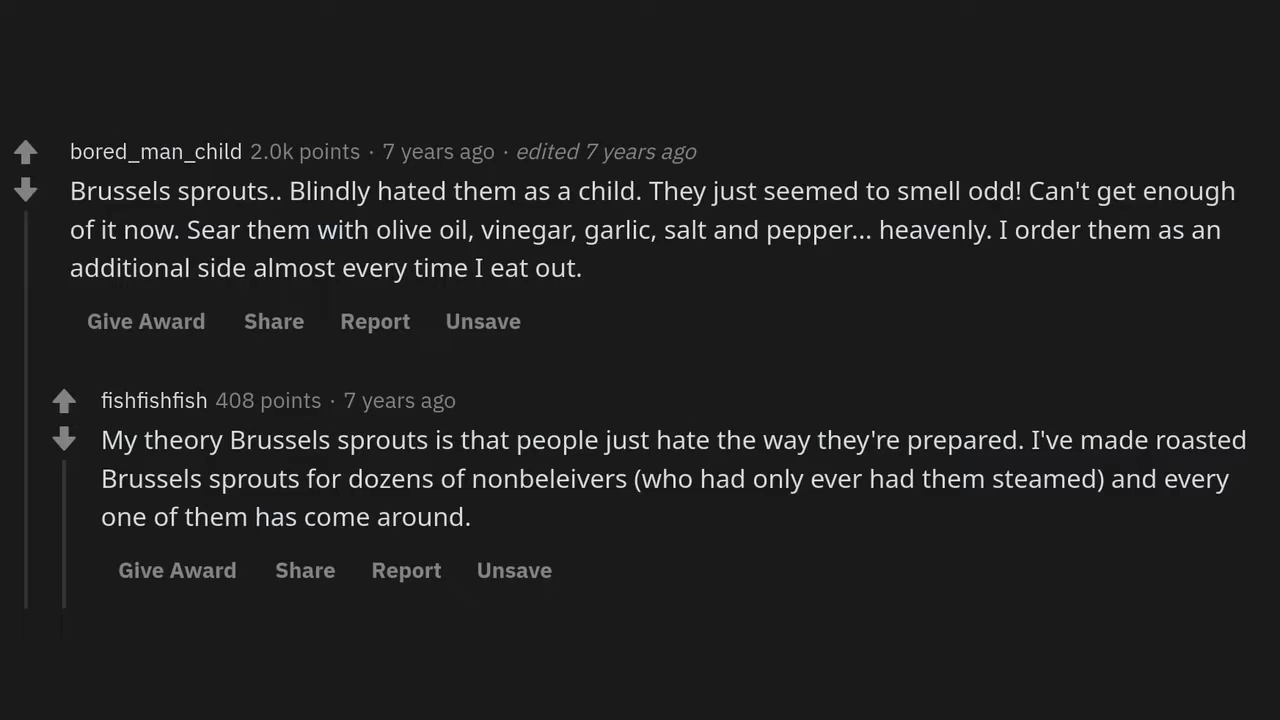 bored_man_child 2.0k points · 7 years ago · edited 7 years ago
Brussels sprouts.. Blindly hated them as a child. They just seemed to smell odd! Can't get enough
of it now. Sear them with olive oil, vinegar, garlic, salt and pepper... heavenly. I order them as an
additional side almost every time I eat out.
Give Award Share Report Unsave
fishfishfish 408 points · 7 years ago
My theory Brussels sprouts is that people just hate the way they're prepared. I've made roasted
Brussels sprouts for dozens of nonbeleivers (who had only ever had them steamed) and every
one of them has come around.
Give Award Share Report Unsave